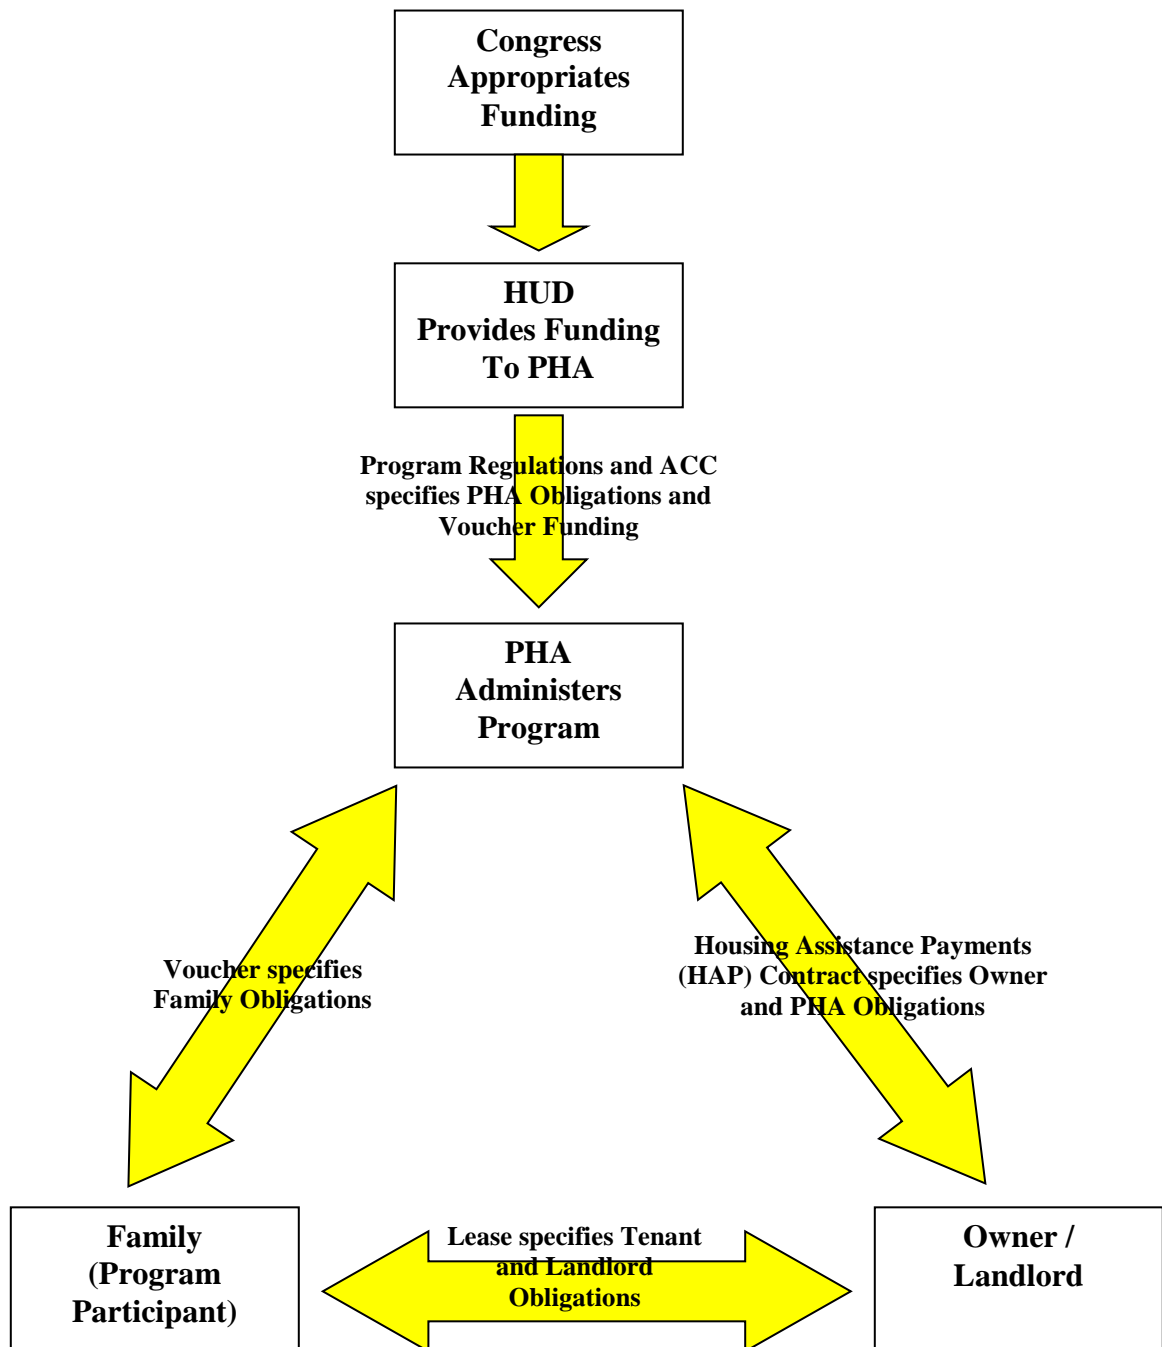 Congress
Appropriates
Funding
HUD
Provides Funding
To PHA
Program Regulations and ACC
specifies PHA Obligations and
Voucher Funding
PHA
Administers
Program
Voucher specifies
Family Obligations
Housing Assistance Payments
(HAP) Contract specifies Owner
and PHA Obligations
Family
(Program
Participant)
Lease specifies Tenant
and Landlord
Obligations
Owner /
Landlord